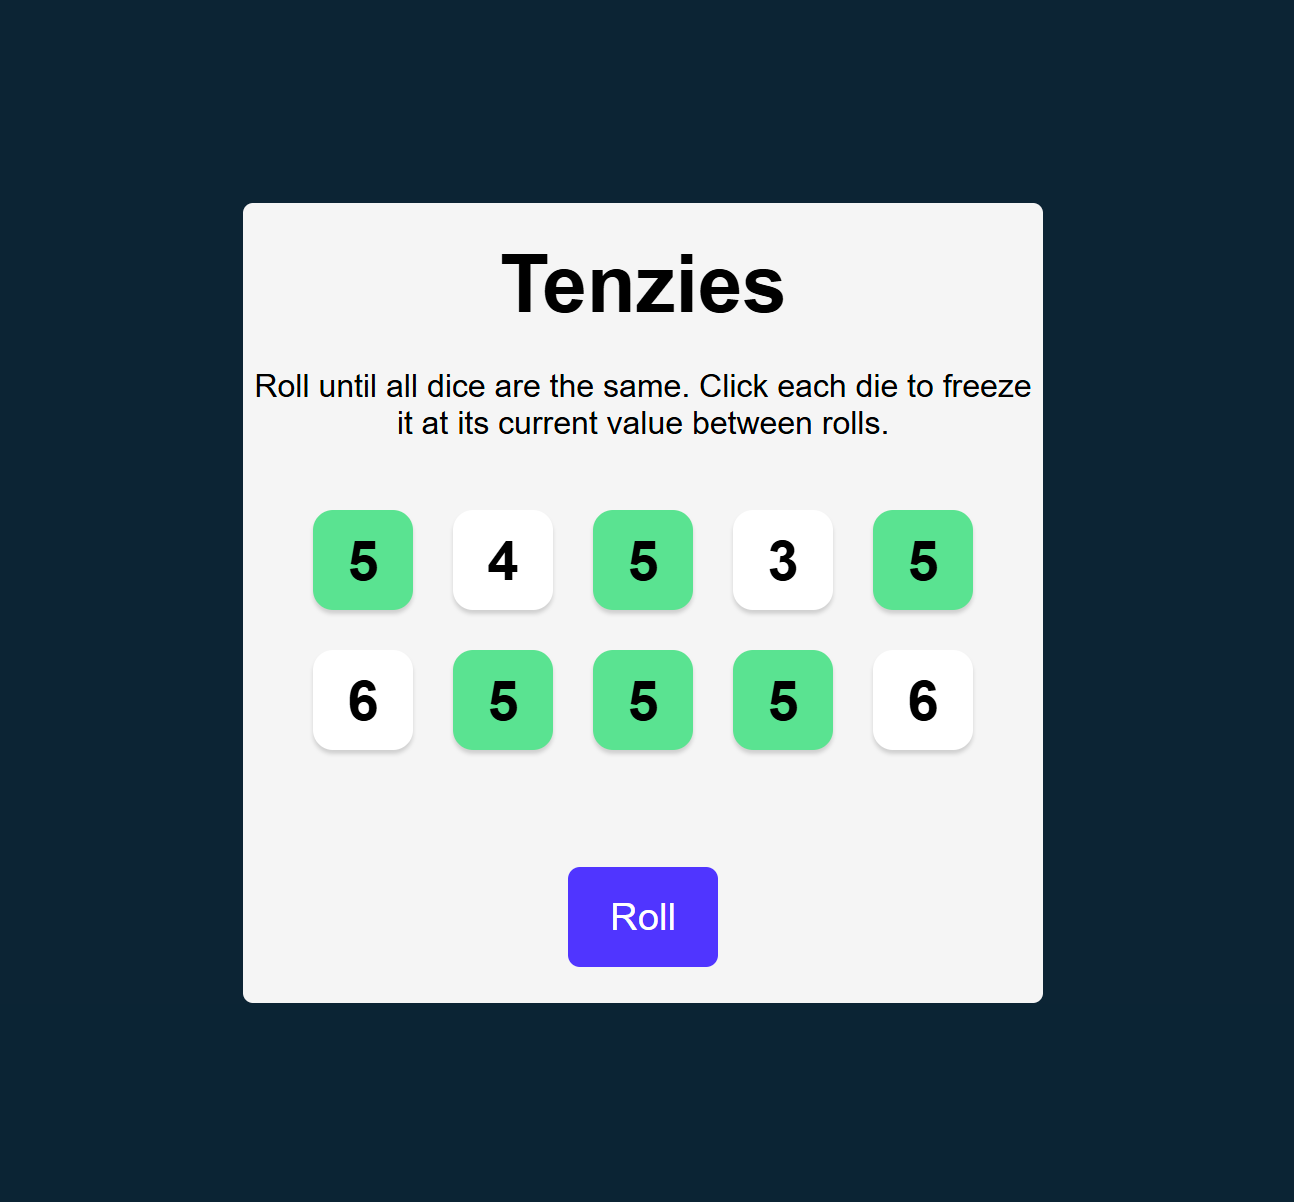 Tenzies
Roll until all dice are the same. Click each die to freeze
it at its current value between rolls.
5 4 5 3 5
6 5 5 5 6
Roll